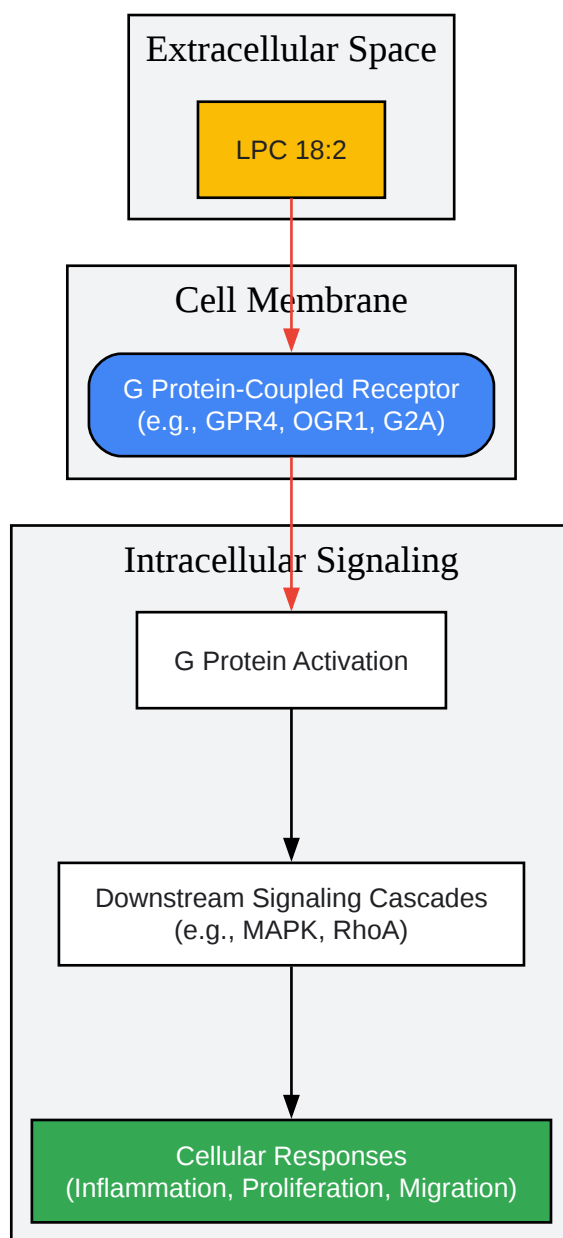 Extracellular Space
LPC 18:2
Cell Membrane
G Protein-Coupled Receptor
(e.g., GPR4, OGR1, G2A)
Intracellular Signaling
G Protein Activation
Downstream Signaling Cascades
(e.g., MAPK, RhoA)
Cellular Responses
(Inflammation, Proliferation, Migration)